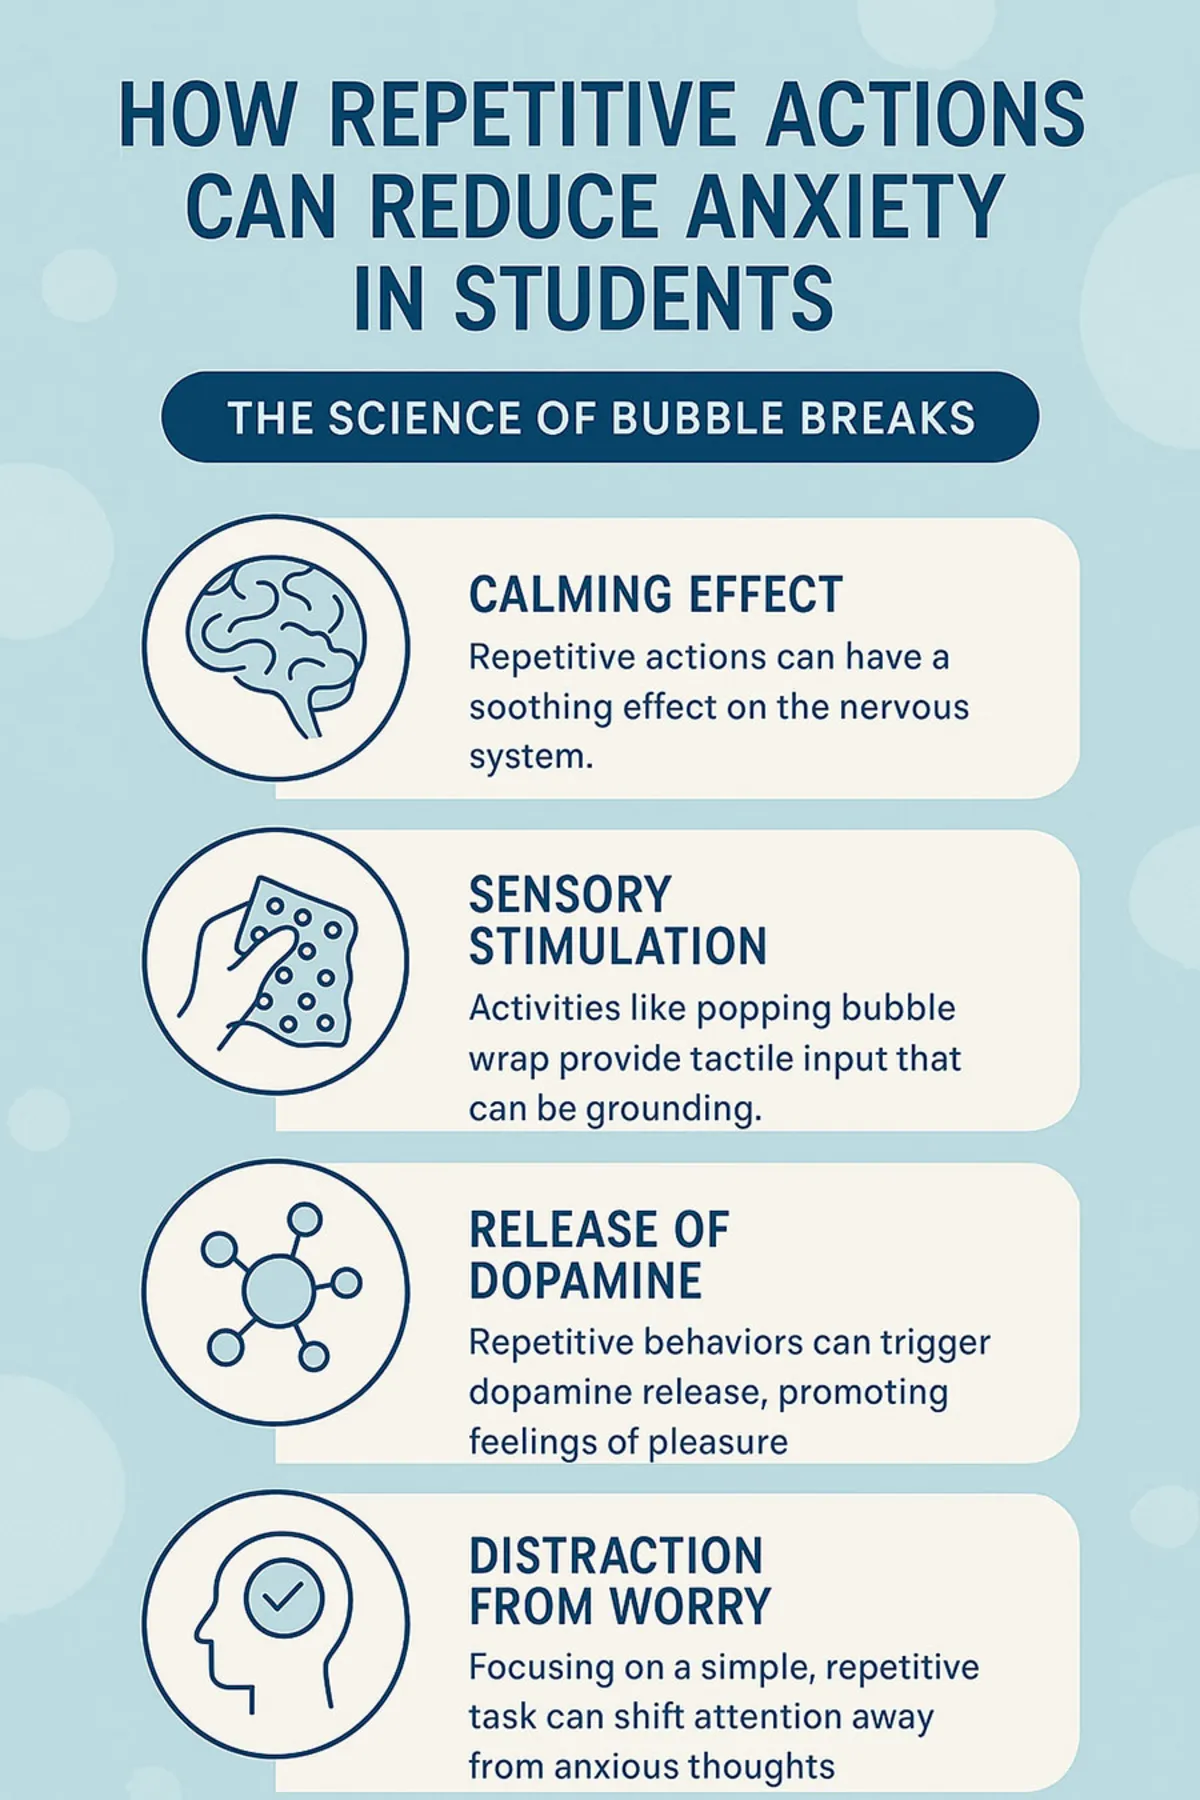 HOW REPETITIVE ACTIONS
CAN REDUCE ANXIETY
IN STUDENTS
THE SCIENCE OF BUBBLE BREAKS
CALMING EFFECT
Repetitive actions can have a
soothing effect on the nervous
system.
SENSORY
STIMULATION
Activities like popping bubble
wrap provide tactile input that
can be grounding.
RELEASE OF
DOPAMINE
Repetitive behaviors can trigger
dopamine release, promoting
feelings of pleasure
DISTRACTION
FROM WORRY
Focusing on a simple, repetitive
task can shift attention away
from anxious thoughts